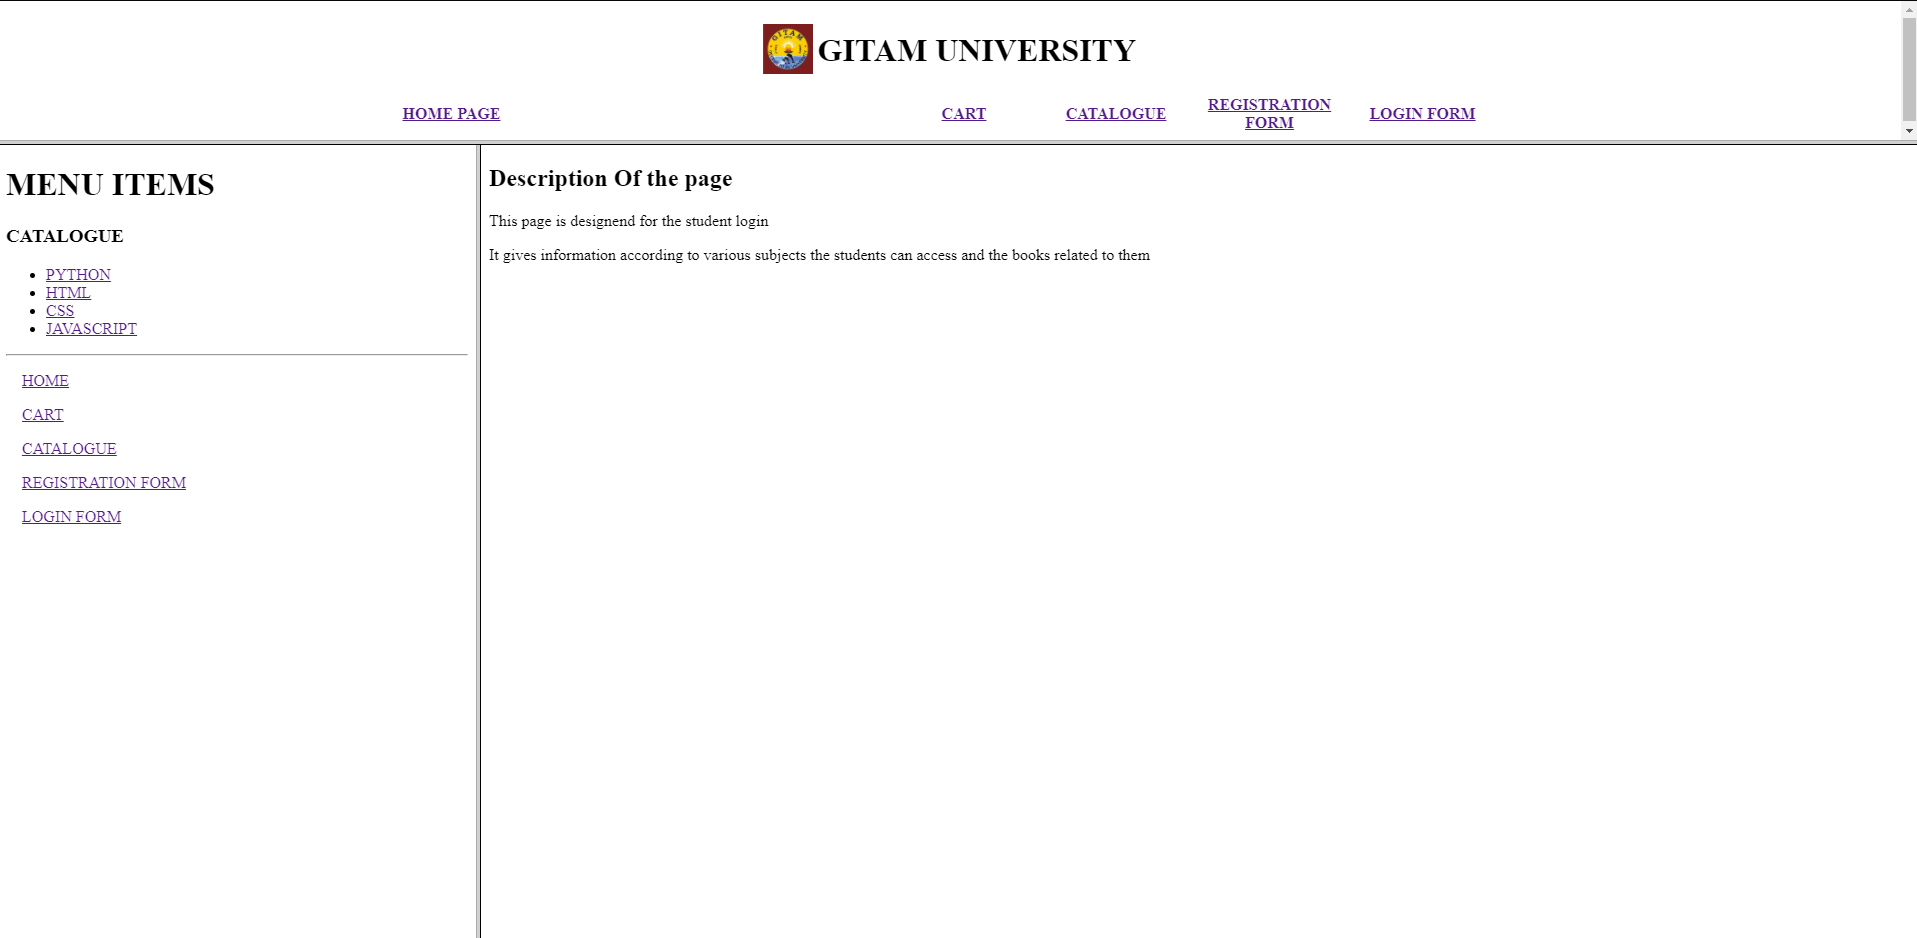 GITAM
GITAM UNIVERSITY
HOME PAGE CART CATALOGUE REGISTRATION FORM LOGIN FORM
MENU ITEMS
CATALOGUE
PYTHON
HTML
CSS
JAVASCRIPT
HOME
CART
CATALOGUE
REGISTRATION FORM
LOGIN FORM
Description Of the page
This page is designend for the student login
It gives information according to various subjects the students can access and the books related to them